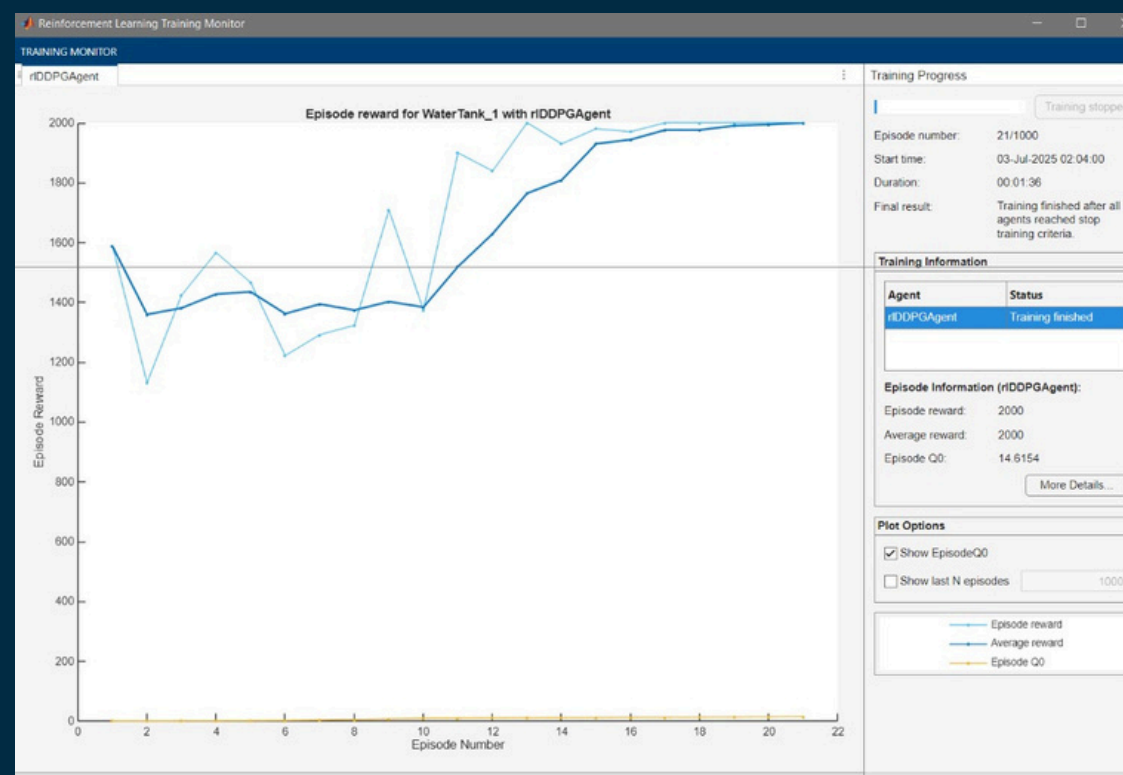 Reinforcement Learning Training Monitor
TRAINING MONITOR
rlDDPGAgent
Episode reward for WaterTank_1 with rlDDPGAgent
2000
1800
1600
1400
1200
1000
800
600
400
200
0
Episode Reward
0 2 4 6 8 10 12 14 16 18 20 22
Episode Number
Training Progress
Training stopped
Episode number: 21/1000
Start time: 03-Jul-2025 02:04:00
Duration: 00:01:36
Final result: Training finished after all
agents reached stop
training criteria.
Training Information
Agent Status
rlDDPGAgent Training finished
Episode Information (rlDDPGAgent):
Episode reward: 2000
Average reward: 2000
Episode Q0: 14.6154
More Details...
Plot Options
Show EpisodeQ0
Show last N episodes 1000
Episode reward
Average reward
Episode Q0